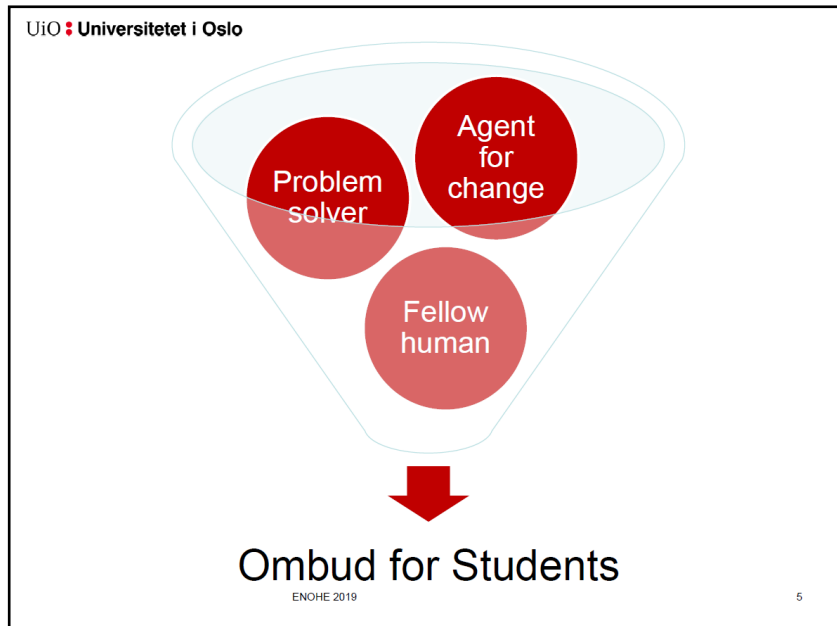 UiO : Universitetet i Oslo
Agent
for
change
Problem
solver
Fellow
human
Ombud for Students
ENOHE 2019
5